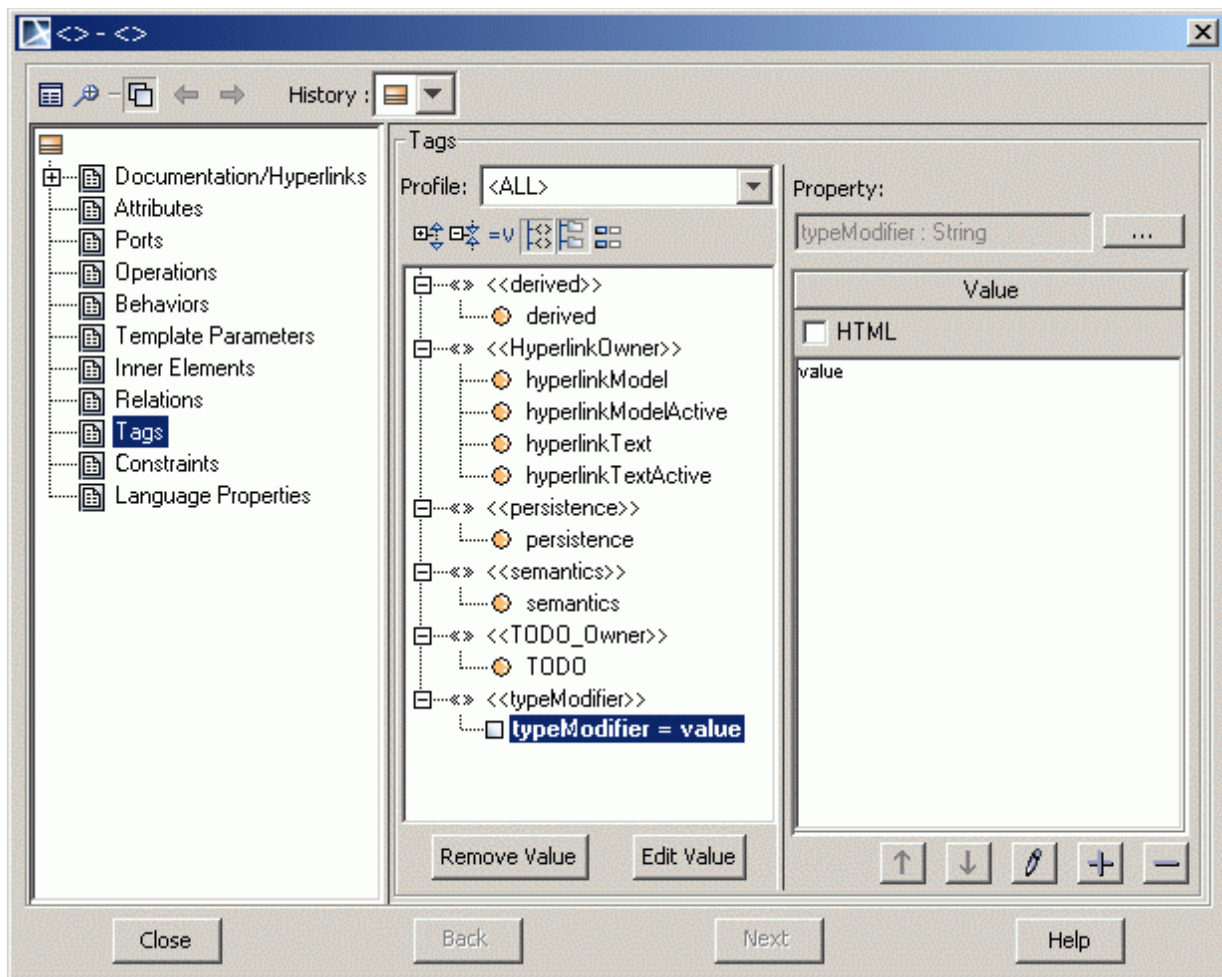 <> - <>
History :
Documentation/Hyperlinks
Attributes
Ports
Operations
Behaviors
Template Parameters
Inner Elements
Relations
Tags
Constraints
Language Properties
Tags
Profile: <ALL>
=v
«» <<derived>>
derived
«» <<HyperlinkOwner>>
hyperlinkModel
hyperlinkModelActive
hyperlinkText
hyperlinkTextActive
«» <<persistence>>
persistence
«» <<semantics>>
semantics
«» <<TODO_Owner>>
TODO
«» <<typeModifier>>
typeModifier = value
Remove Value Edit Value
Property:
typeModifier : String ...
Value
HTML
value
Close Back Next Help